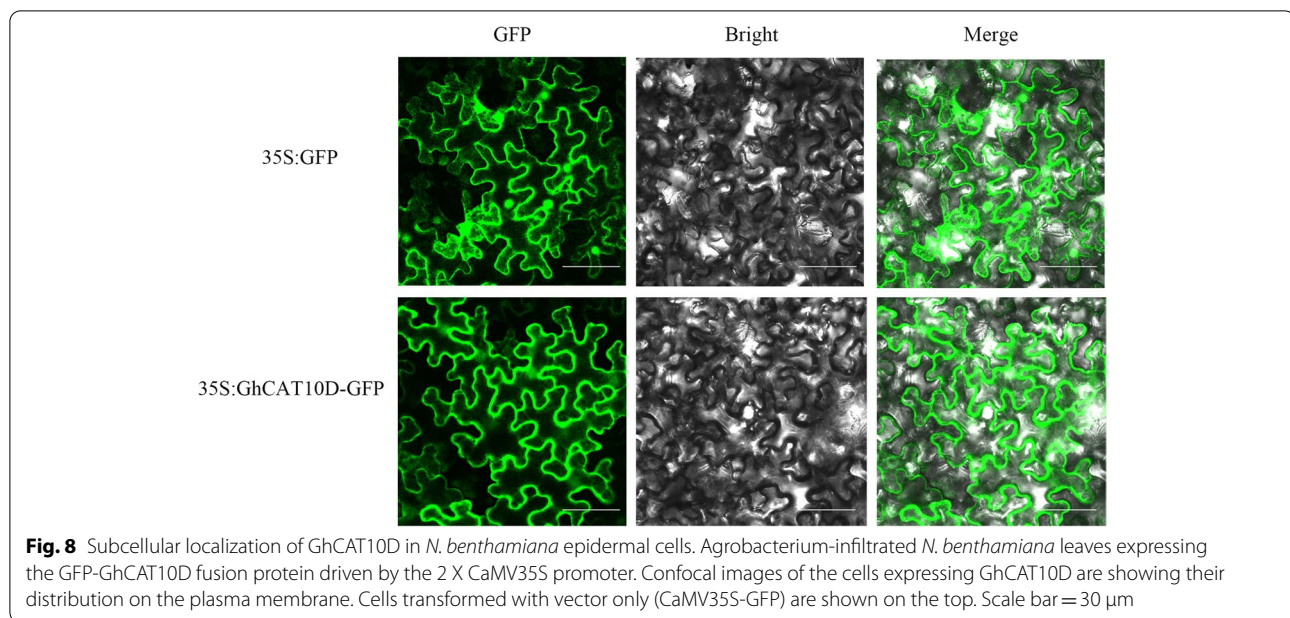 GFP Bright Merge
35S:GFP
35S:GhCAT10D-GFP
Fig. 8 Subcellular localization of GhCAT10D in N. benthamiana epidermal cells. Agrobacterium-infiltrated N. benthamiana leaves expressing
the GFP-GhCAT10D fusion protein driven by the 2 X CaMV35S promoter. Confocal images of the cells expressing GhCAT10D are showing their
distribution on the plasma membrane. Cells transformed with vector only (CaMV35S-GFP) are shown on the top. Scale bar = 30 μm